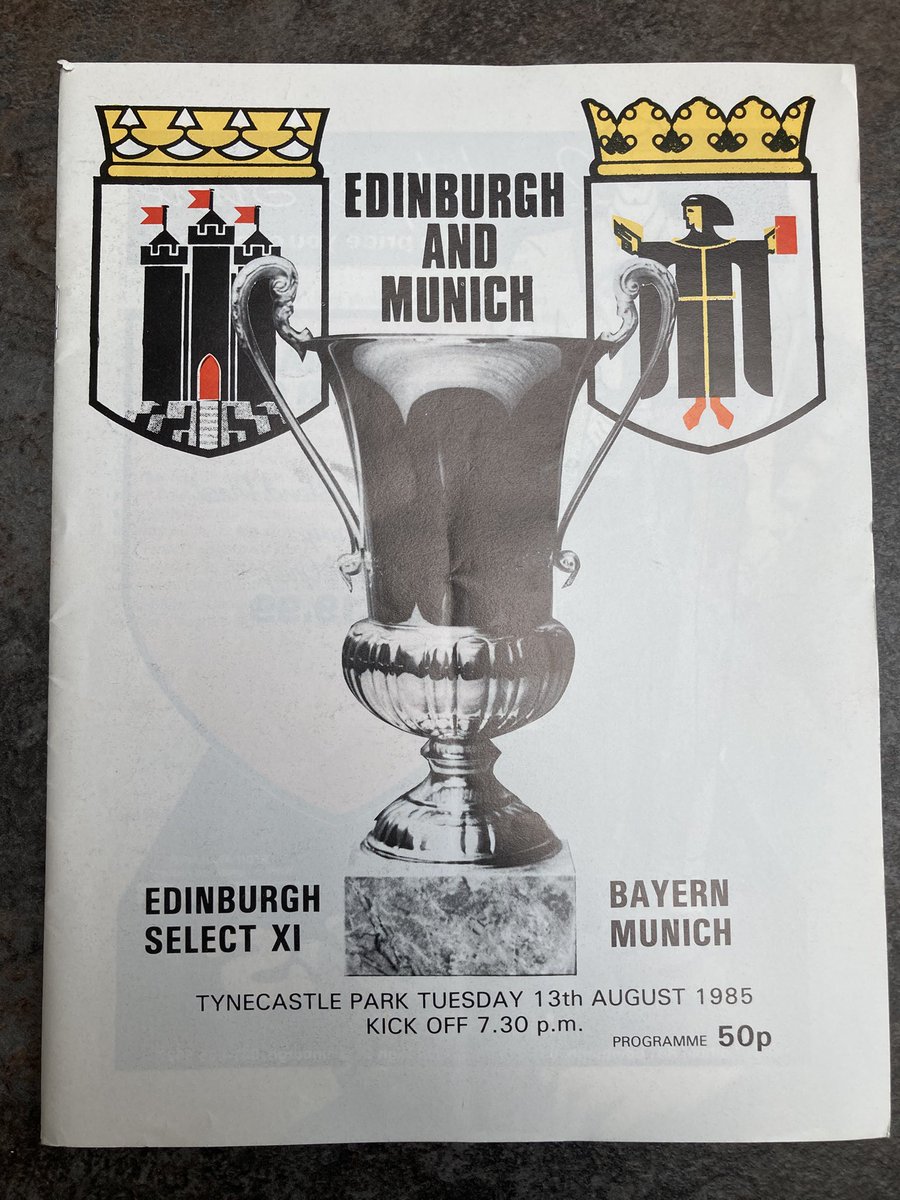 EDINBURGH
AND
MUNICH
EDINBURGH
SELECT XI
BAYERN
MUNICH
TYNECASTLE PARK TUESDAY 13th AUGUST 1985
KICK OFF 7.30 p.m.
PROGRAMME 50p